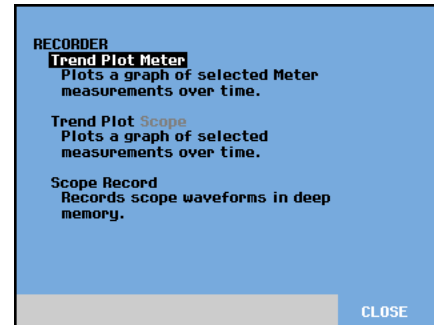 RECORDER
Trend Plot Meter
Plots a graph of selected Meter
measurements over time.
Trend Plot Scope
Plots a graph of selected
measurements over time.
Scope Record
Records scope waveforms in deep
memory.
CLOSE